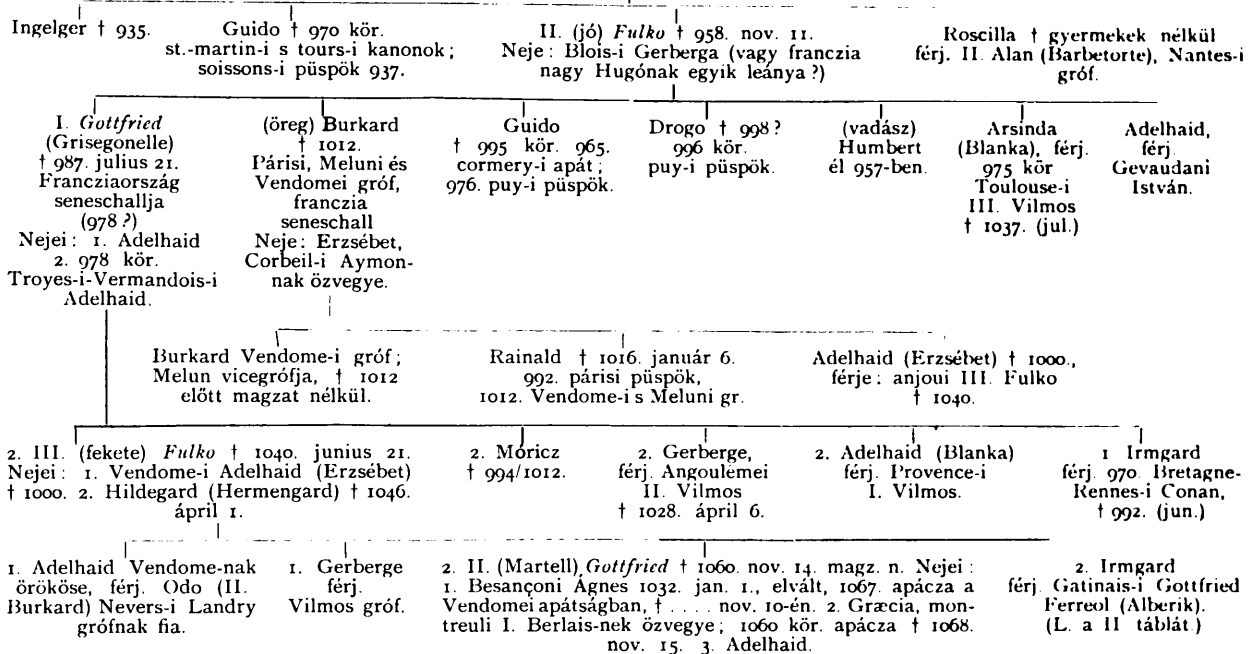 Ingelger † 935.
Guido † 970 kör.
st.-martin-i s tours-i kanonok;
soissons-i püspök 937.
II. (jó) Fulko † 958. nov. 11.
Neje: Blois-i Gerberga (vagy franczia
nagy Hugónak egyik leánya?)
Roscilla † gyermekek nélkül
férj. II. Alan (Barbetorte), Nantes-i
gróf.
I. Gottfried
(Grisegonelle)
† 987. julius 21.
Francziaország
seneschallja
(978?)
Nejei: 1. Adelhaid
2. 978 kör.
Troyes-i-Vermandois-i
Adelhaid.
(öreg) Burkard
† 1012.
Párisi, Meluni és
Vendomei gróf,
franczia
seneschall
Neje: Erzsébet,
Corbeil-i Aymon-
nak özvegye.
Guido
† 995 kör. 965.
cormery-i apát;
976. puy-i püspök.
Drogo † 998?
996 kör.
puy-i püspök.
(vadász)
Humbert
él 957-ben.
Arsinda
(Blanka), férj.
975 kör
Toulouse-i
III. Vilmos
† 1037. (jul.)
Adelhaid,
férj.
Gevaudani
István.
Burkard Vendome-i gróf;
Melun vicegrófja, † 1012
előtt magzat nélkül.
Rainald † 1016. január 6.
992. párisi püspök,
1012. Vendome-i s Meluni gr.
Adelhaid (Erzsébet) † 1000.,
férje; anjoui III. Fulko
† 1040.
2. III. (fekete) Fulko † 1040. junius 21.
Nejei: 1. Vendome-i Adelhaid (Erzsébet)
† 1000. 2. Hildegard (Hermengard) † 1046.
ápril 1.
2. Móricz
† 994/1012.
2. Gerberge,
férj. Angoulèmei
II. Vilmos
† 1028. ápril 6.
2. Adelhaid (Blanka)
férj. Provence-i
I. Vilmos.
1 Irmgard
férj. 970. Bretagne-
Rennes-i Conan,
† 992. (jun.)
1. Adelhaid Vendome-nak
örököse, férj. Odo (II.
Burkard) Nevers-i Landry
grófnak fia.
1. Gerberge
férj.
Vilmos gróf.
2. II. (Martell) Gottfried † 1060. nov. 14. magz. n. Nejei:
1. Besançoni Ágnes 1032. jan. 1., elvált, 1067. apácza a
Vendomei apátságban, † . . . . nov. 10-én. 2. Græcia, mon-
treuli I. Berlais-nek özvegye; 1060 kör. apácza † 1068.
nov. 15. 3. Adelhaid.
2. Irmgard
férj. Gatinais-i Gottfried
Ferreol (Alberik).
(L. a II táblát.)